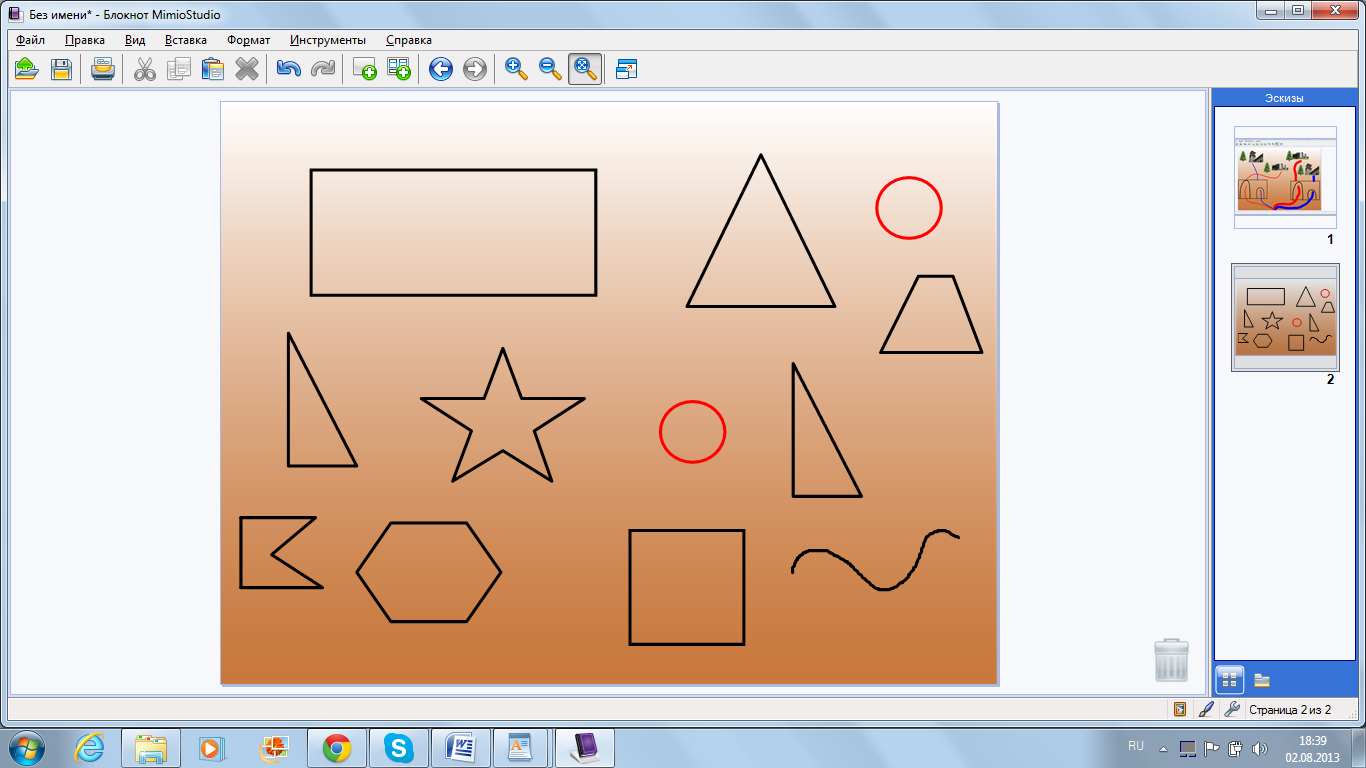 Без имени* - Блокнот MimioStudio
Файл Правка Вид Вставка Формат Инструменты Справка
Эскизы
1
2
Страница 2 из 2
RU
18:39
02.08.2013